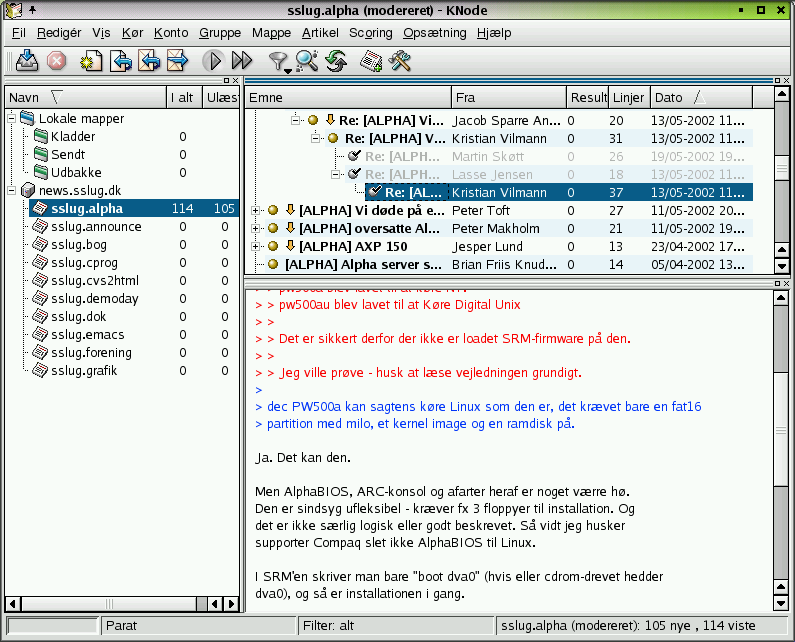 sslug.alpha (modereret) - KNode
Fil Redigér Vis Kør Konto Gruppe Mappe Artikel Scoring Opsætning Hjælp
Navn I alt Ulæst
Lokale mapper
Kladder 0
Sendt 0
Udbakke 0
news.sslug.dk
sslug.alpha 114 105
sslug.announce 0 0
sslug.bog 0 0
sslug.cprog 0 0
sslug.cvs2html 0 0
sslug.demoday 0 0
sslug.dok 0 0
sslug.emacs 0 0
sslug.forening 0 0
sslug.grafik 0 0
Emne Fra Result Linjer Dato
Re: [ALPHA] Vi... Jacob Sparre An... 0 20 13/05-2002 11...
Re: [ALPHA] V... Kristian Vilmann 0 31 13/05-2002 11...
Re: [ALPH... Martin Skøtt 0 26 19/05-2002 19...
Re: [ALPH... Lasse Jensen 0 18 13/05-2002 11...
Re: [AL... Kristian Vilmann 0 37 13/05-2002 11...
[ALPHA] Vi døde på e... Peter Toft 0 27 11/05-2002 20...
[ALPHA] oversatte Al... Peter Makholm 0 21 11/05-2002 19...
[ALPHA] AXP 150 Jesper Lund 0 13 23/04-2002 17...
[ALPHA] Alpha server s... Brian Friis Knud... 0 14 05/04-2002 13...
> > pw500au blev lavet til at Køre Digital Unix
> >
> > Det er sikkert derfor der ikke er loadet SRM-firmware på den.
> >
> > Jeg ville prøve - husk at læse vejledningen grundigt.
>
> dec PW500a kan sagtens køre Linux som den er, det krævet bare en fat16
> partition med milo, et kernel image og en ramdisk på.
Ja. Det kan den.
Men AlphaBIOS, ARC-konsol og afarter heraf er noget værre hø.
Den er sindsyg ufleksibel - kræver fx 3 floppyer til installation. Og
det er ikke særlig logisk eller godt beskrevet. Så vidt jeg husker
supporter Compaq slet ikke AlphaBIOS til Linux.
I SRM'en skriver man bare "boot dva0" (hvis eller cdrom-drevet hedder
dva0), og så er installationen i gang.
Parat
Filter: alt
sslug.alpha (modereret): 105 nye , 114 viste